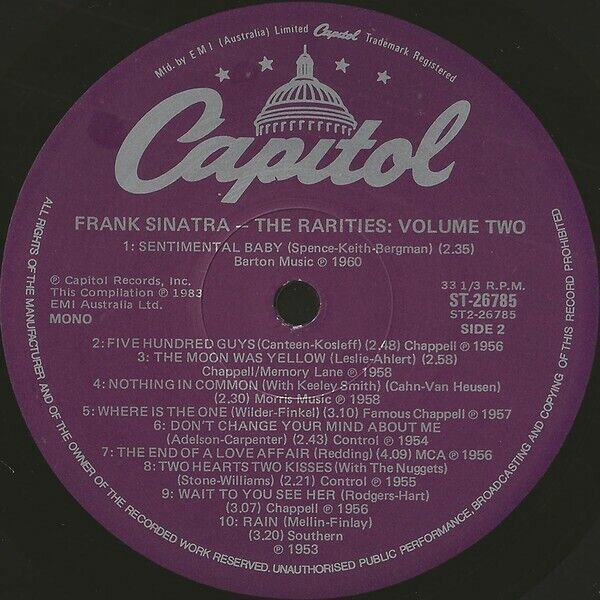 Mfd. by EMI (Australia) Limited Capitol Trademark Registered
Capitol
FRANK SINATRA -- THE RARITIES: VOLUME TWO
1: SENTIMENTAL BABY (Spence-Keith-Bergman) (2.35)
Barton Music ℗ 1960
℗ Capitol Records, Inc.
This Compilation ℗ 1983
EMI Australia Ltd.
MONO
33 1/3 R.P.M.
ST-26785
ST2-26785
SIDE 2
2: FIVE HUNDRED GUYS (Canteen-Kosleff) (2.48) Chappell ℗ 1956
3: THE MOON WAS YELLOW (Leslie-Ahlert) (2.58)
Chappell/Memory Lane ℗ 1958
4: NOTHING IN COMMON (With Keeley Smith) (Cahn-Van Heusen)
(2.30) Morris Music ℗ 1958
5: WHERE IS THE ONE (Wilder-Finkel) (3.10) Famous Chappell ℗ 1957
6: DON'T CHANGE YOUR MIND ABOUT ME
(Adelson-Carpenter) (2.43) Control ℗ 1954
7: THE END OF A LOVE AFFAIR (Redding) (4.09) MCA ℗ 1956
8: TWO HEARTS TWO KISSES (With The Nuggets)
(Stone-Williams) (2.21) Control ℗ 1955
9: WAIT TO YOU SEE HER (Rodgers-Hart)
(3.07) Chappell ℗ 1956
10: RAIN (Mellin-Finlay)
(3.20) Southern
℗ 1953
ALL RIGHTS OF THE MANUFACTURER AND OF THE OWNER OF THE RECORDED WORK RESERVED. UNAUTHORISED PUBLIC PERFORMANCE, BROADCASTING AND COPYING OF THIS RECORD PROHIBITED